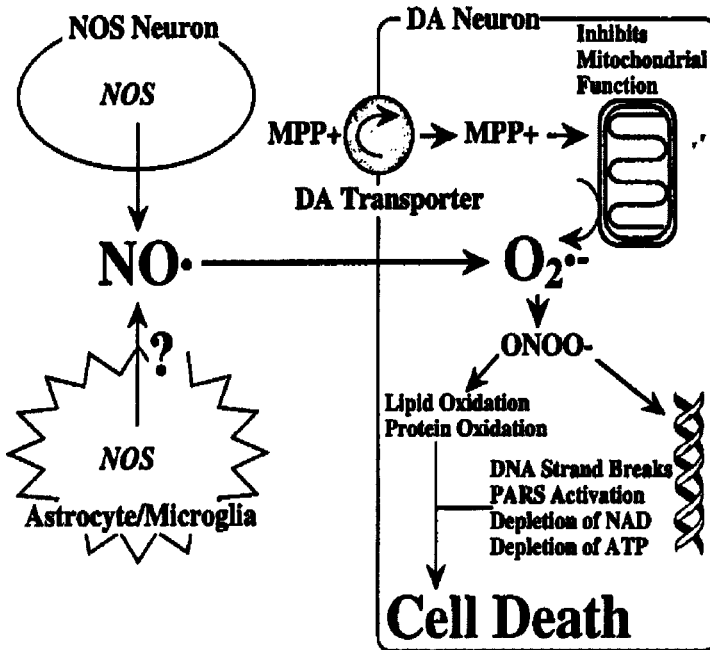 NOS Neuron
NOS
DA Neuron
Inhibits
Mitochondrial
Function
MPP+
MPP+
DA Transporter
NO•
O₂•-
?
ONOO-
Lipid Oxidation
Protein Oxidation
NOS
Astrocyte/Microglia
DNA Strand Breaks
PARS Activation
Depletion of NAD
Depletion of ATP
Cell Death